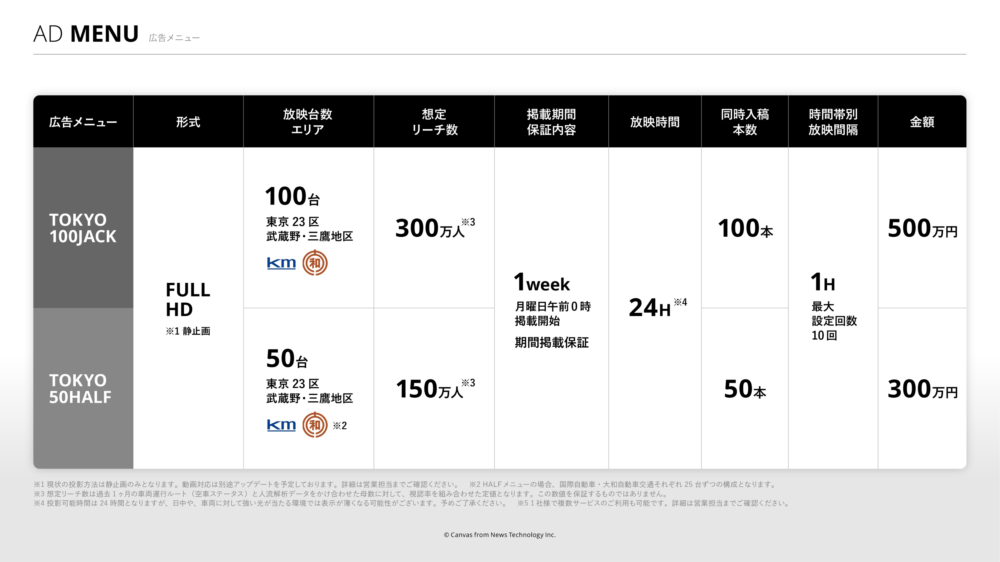 AD MENU 広告メニュー
広告メニュー
形式
放映台数
エリア
想定
リーチ数
掲載期間
保証内容
放映時間
同時入稿
本数
時間帯別
放映間隔
金額
TOKYO
100JACK
FULL
HD
※1 静止画
100台
東京 23 区
武蔵野・三鷹地区
km 和
300万人※3
1week
月曜日午前0時
掲載開始
期間掲載保証
24H※4
100本
1H
最大
設定回数
10回
500万円
TOKYO
50HALF
50台
東京 23 区
武蔵野・三鷹地区
km 和 ※2
150万人※3
50本
300万円
※1 現状の投影方法は静止画のみとなります。動画対応は別途アップデートを予定しております。詳細は営業担当までご確認ください。 ※2 HALFメニューの場合、国際自動車・大和自動車交通それぞれ 25 台ずつの構成となります。
※3 想定リーチ数は過去1ヶ月の車両運行ルート（空車ステータス）と人流解析データをかけ合わせた母数に対して、視認率を組み合わせた定値となります。この数値を保証するものではありません。
※4 投影可能時間は 24 時間となりますが、日中や、車両に対して強い光が当たる環境では表示が薄くなる可能性がございます。予めご了承ください。 ※5 1 社様で複数サービスのご利用も可能です。詳細は営業担当までご確認ください。
© Canvas from News Technology Inc.